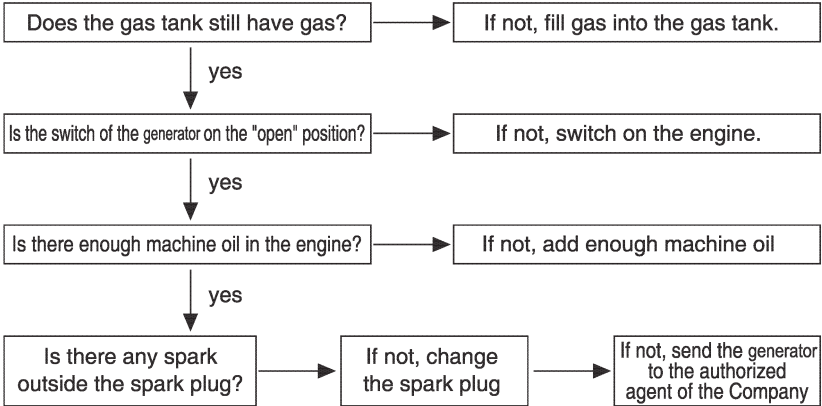 Does the gas tank still have gas?
If not, fill gas into the gas tank.
yes
Is the switch of the generator on the "open" position?
If not, switch on the engine.
yes
Is there enough machine oil in the engine?
If not, add enough machine oil
yes
Is there any spark
outside the spark plug?
If not, change
the spark plug
If not, send the generator
to the authorized
agent of the Company